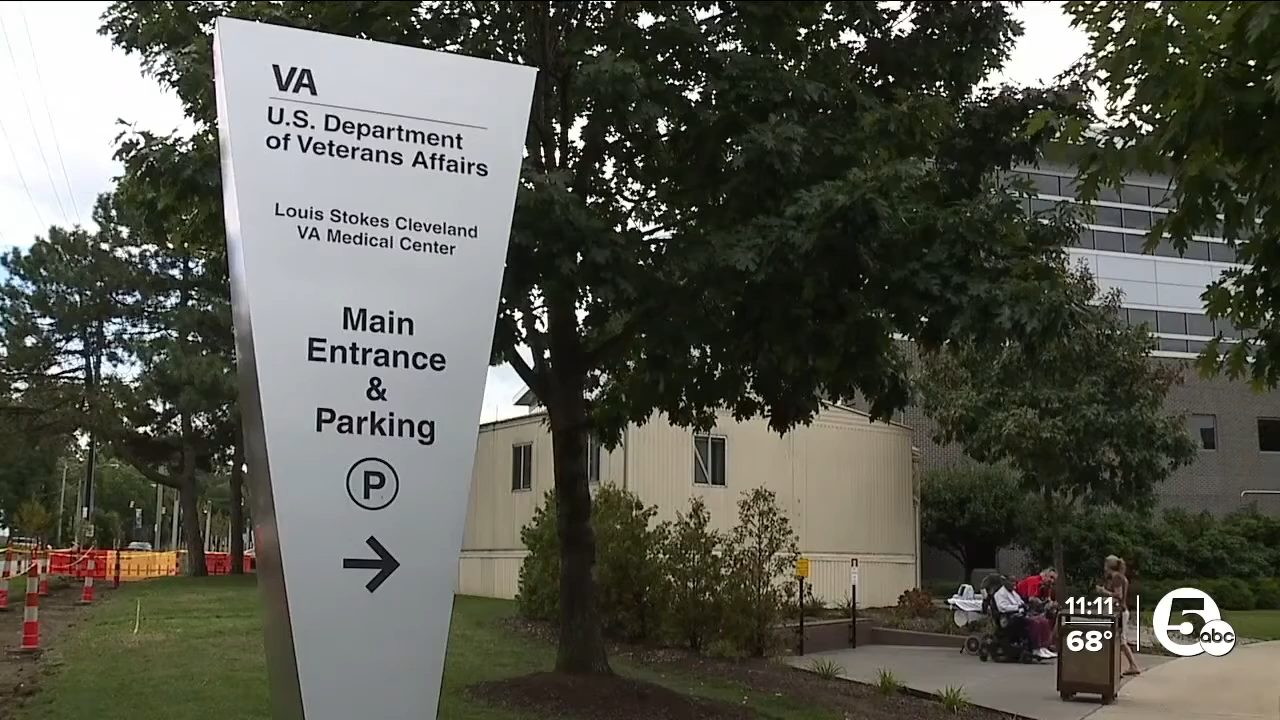 VA
U.S. Department
of Veterans Affairs
Louis Stokes Cleveland
VA Medical Center
Main
Entrance
&
Parking
P
→
11:11
68°
5
abc